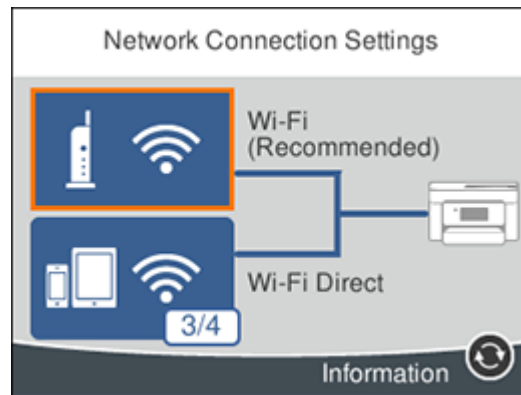 Network Connection Settings
Wi-Fi
(Recommended)
Wi-Fi Direct
3/4
Information